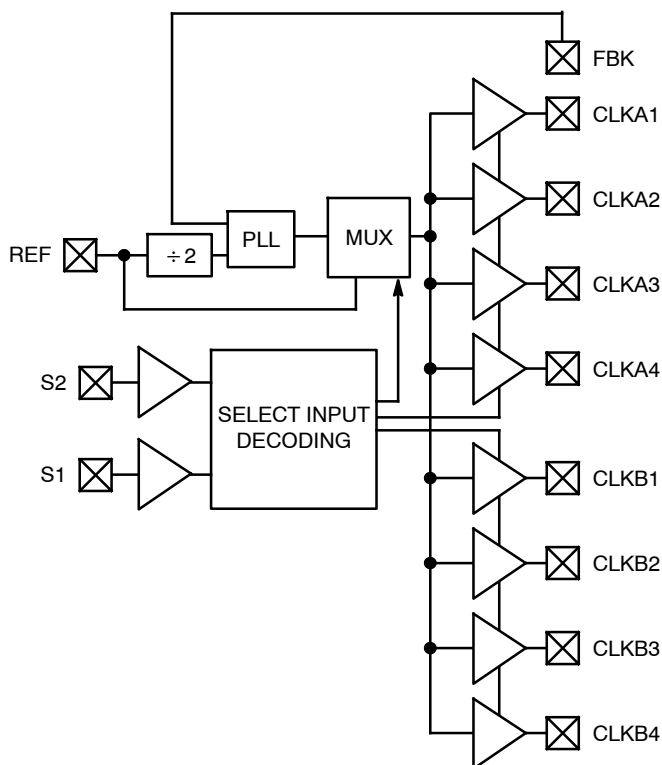 FBK
CLKA1
CLKA2
PLL
MUX
REF
÷2
CLKA3
CLKA4
S2
SELECT INPUT
DECODING
S1
CLKB1
CLKB2
CLKB3
CLKB4